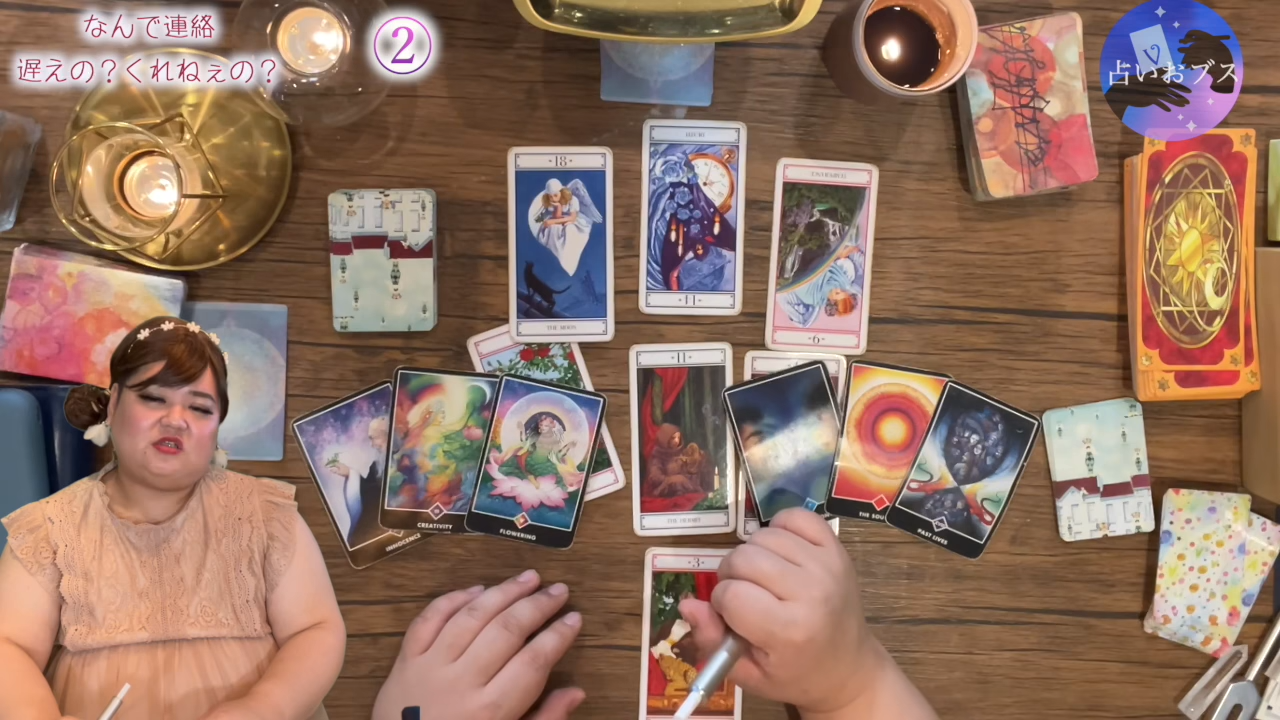 なんで連絡
遅えの？くれねぇの？
②
占いおブス
-18-
THE MOON
-11-
-6-
-11-
THE HERMIT
-3-
INNOCENCE
CREATIVITY
FLOWERING
THE SOU
PAST LIVES